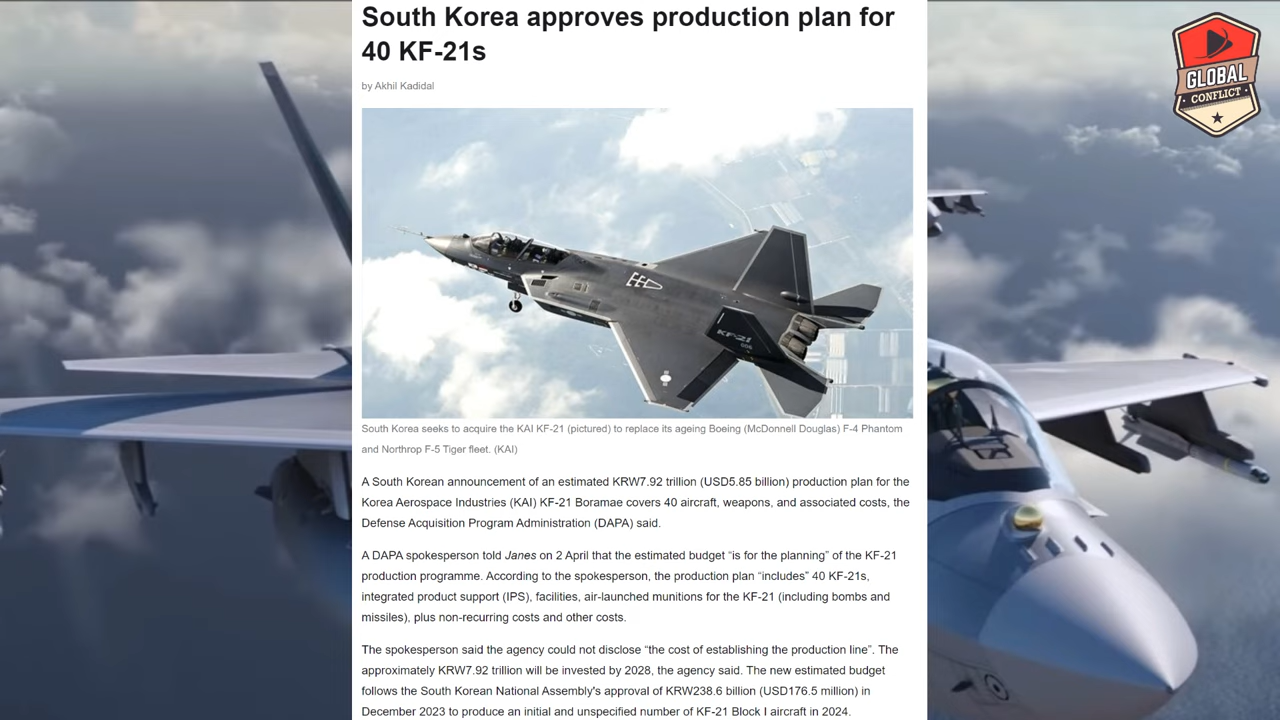 South Korea approves production plan for
40 KF-21s
by Akhil Kadidal
GLOBAL
CONFLICT
KF-21
South Korea seeks to acquire the KAI KF-21 (pictured) to replace its ageing Boeing (McDonnell Douglas) F-4 Phantom
and Northrop F-5 Tiger fleet. (KAI)
A South Korean announcement of an estimated KRW7.92 trillion (USD5.85 billion) production plan for the
Korea Aerospace Industries (KAI) KF-21 Boramae covers 40 aircraft, weapons, and associated costs, the
Defense Acquisition Program Administration (DAPA) said.
A DAPA spokesperson told Janes on 2 April that the estimated budget “is for the planning” of the KF-21
production programme. According to the spokesperson, the production plan “includes” 40 KF-21s,
integrated product support (IPS), facilities, air-launched munitions for the KF-21 (including bombs and
missiles), plus non-recurring costs and other costs.
The spokesperson said the agency could not disclose “the cost of establishing the production line”. The
approximately KRW7.92 trillion will be invested by 2028, the agency said. The new estimated budget
follows the South Korean National Assembly's approval of KRW238.6 billion (USD176.5 million) in
December 2023 to produce an initial and unspecified number of KF-21 Block I aircraft in 2024.